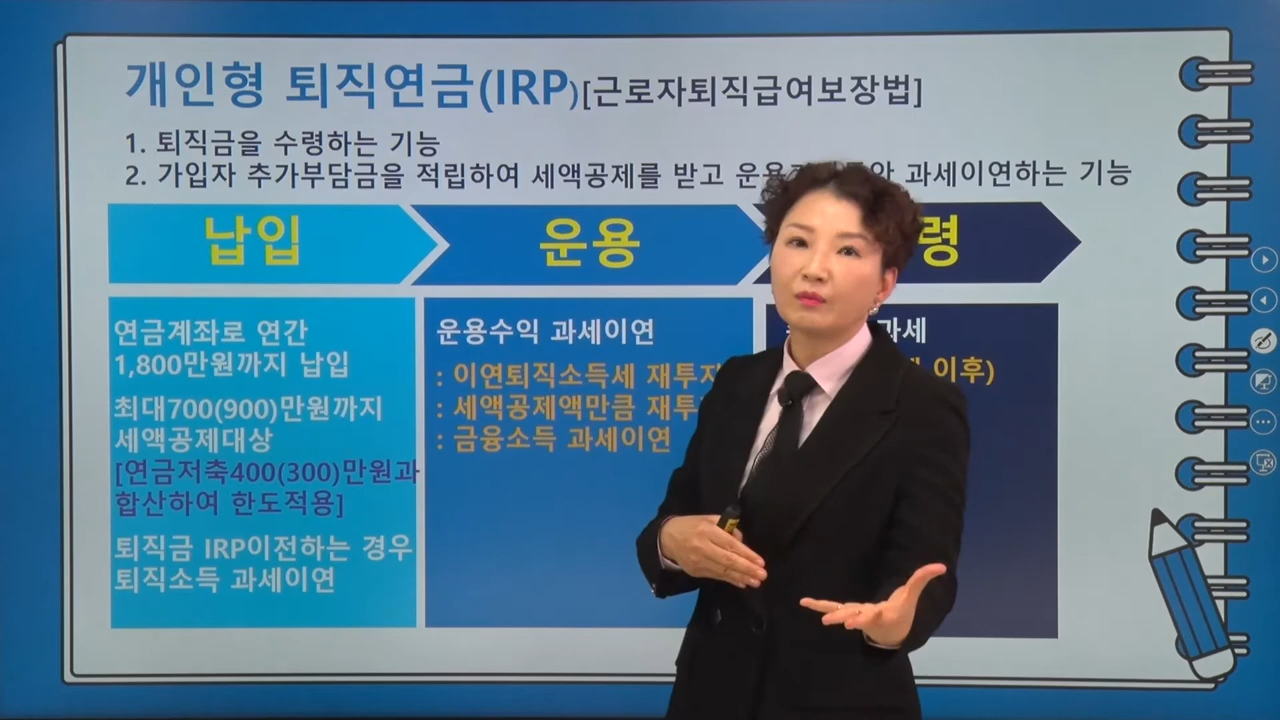 개인형 퇴직연금(IRP)[근로자퇴직급여보장법]
1. 퇴직금을 수령하는 기능
2. 가입자 추가부담금을 적립하여 세액공제를 받고 과세이연하는 기능
납입
운용
령
연금계좌로 연간
1,800만원까지 납입
최대700(900)만원까지
세액공제대상
[연금저축400(300)만원과
합산하여 한도적용]
퇴직금 IRP이전하는 경우
퇴직소득 과세이연
운용수익 과세이연
: 이연퇴직소득세 재투자
: 세액공제액만큼 재투
: 금융소득 과세이연
과세
이후)